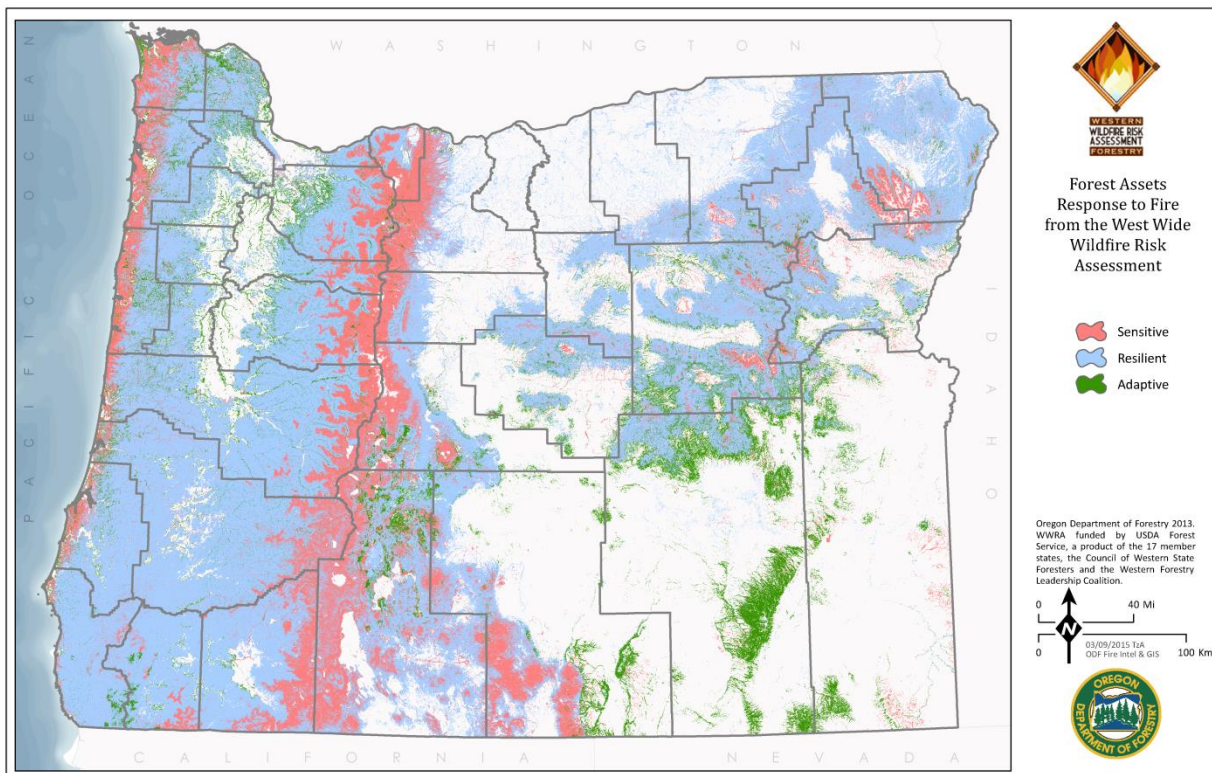 WASHINGTON
PACIFIC OCEAN
IDAHO
CALIFORNIA
NEVADA
WESTERN
WILDFIRE RISK
ASSESSMENT
FORESTRY
Forest Assets
Response to Fire
from the West Wide
Wildfire Risk
Assessment
Sensitive
Resilient
Adaptive
Oregon Department of Forestry 2013.
WWRA funded by USDA Forest
Service, a product of the 17 member
states, the Council of Western State
Foresters and the Western Forestry
Leadership Coalition.
0 40 Mi
N
03/09/2015 TzA
ODF Fire Intel & GIS
0 100 Km
OREGON
DEPARTMENT OF FORESTRY